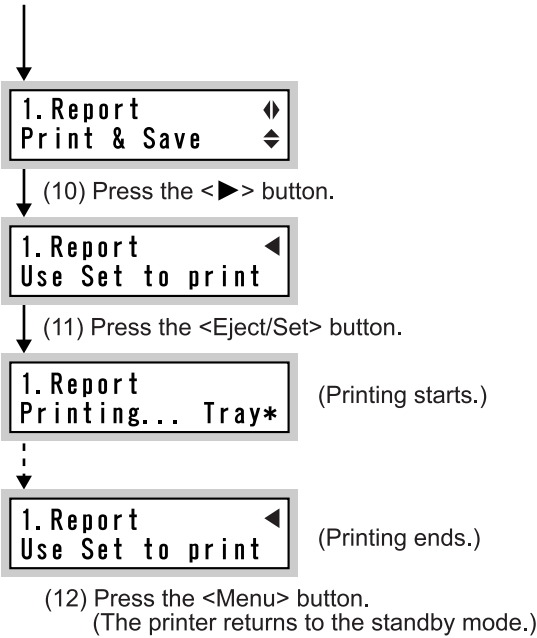 1.Report
Print & Save
(10) Press the <▶> button.
1.Report
Use Set to print
(11) Press the <Eject/Set> button.
1.Report
Printing... Tray*
(Printing starts.)
1.Report
Use Set to print
(Printing ends.)
(12) Press the <Menu> button.
(The printer returns to the standby mode.)